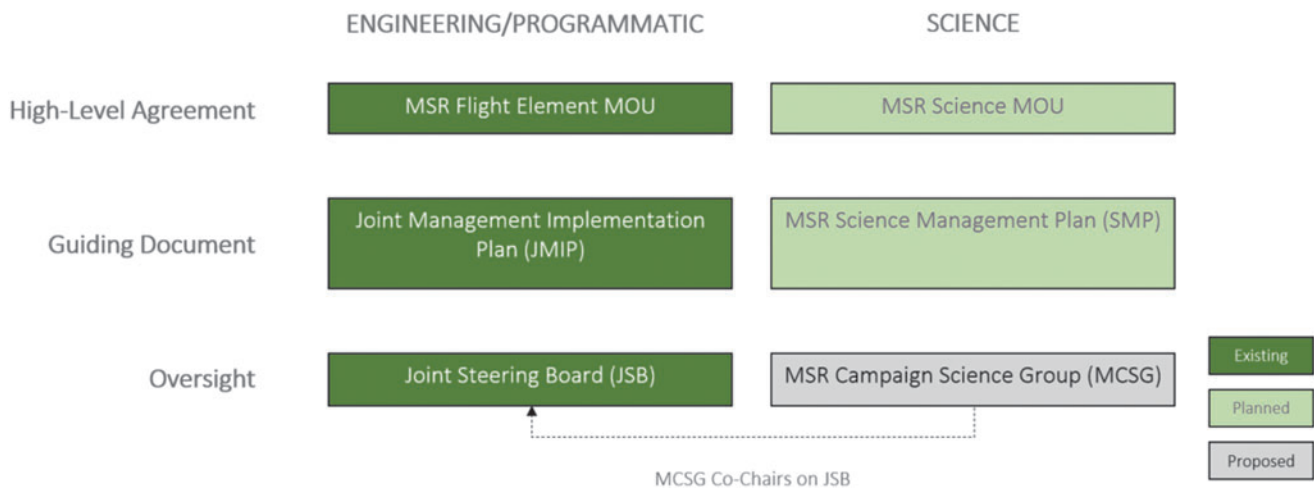 ENGINEERING/PROGRAMMATIC
SCIENCE
High-Level Agreement
MSR Flight Element MOU
MSR Science MOU
Guiding Document
Joint Management Implementation
Plan (JMIP)
MSR Science Management Plan (SMP)
Oversight
Joint Steering Board (JSB)
MSR Campaign Science Group (MCSG)
Existing
Planned
Proposed
MCSG Co-Chairs on JSB